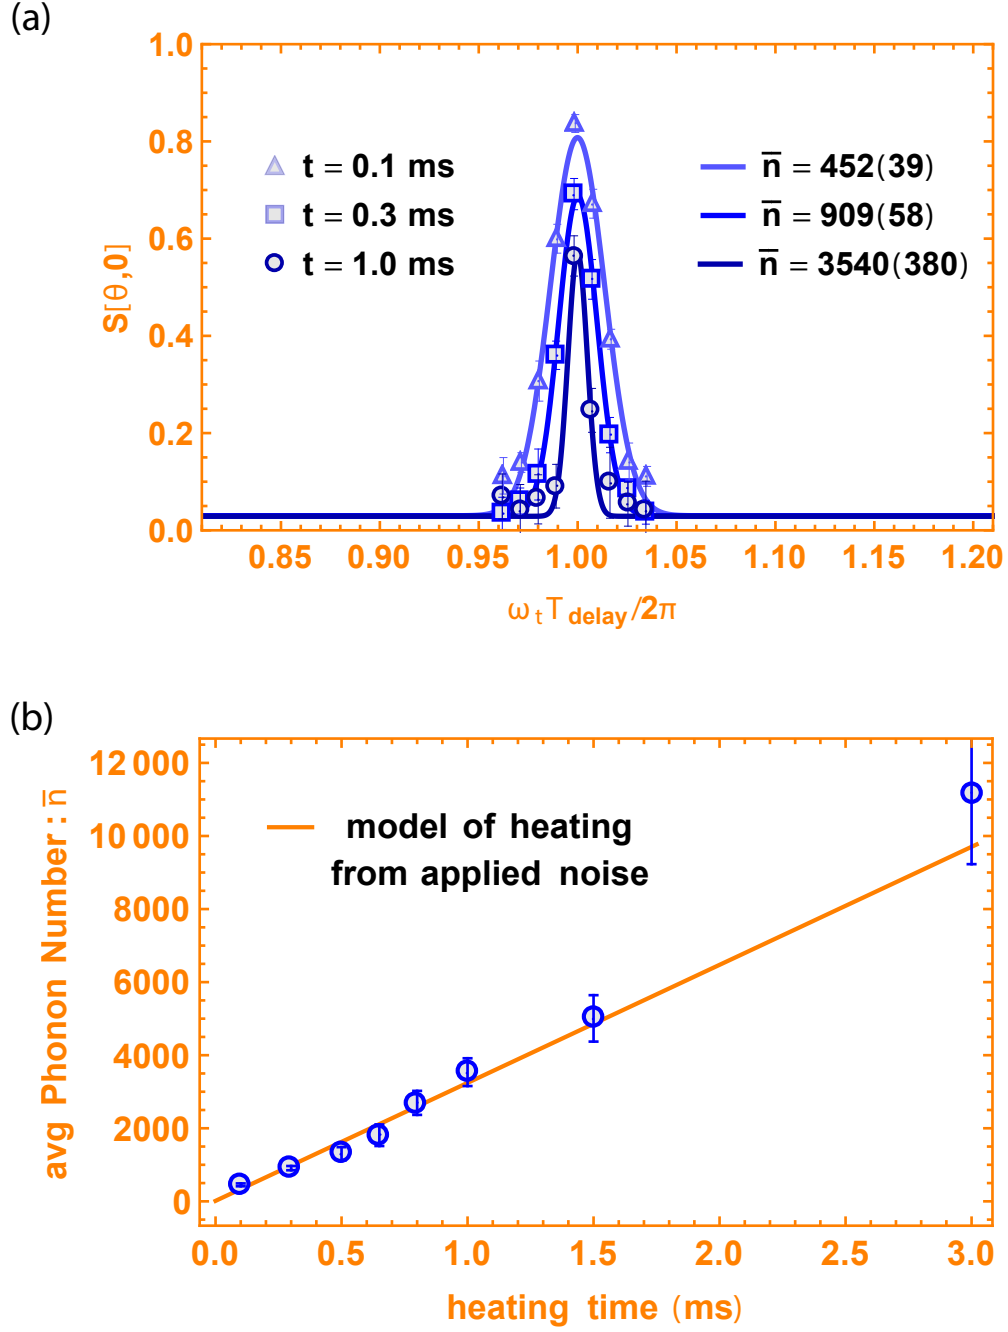 (a)
1.0
0.8
0.6
0.4
0.2
0.0
S[θ,0]
t = 0.1 ms
t = 0.3 ms
t = 1.0 ms
n̅ = 452(39)
n̅ = 909(58)
n̅ = 3540(380)
0.85 0.90 0.95 1.00 1.05 1.10 1.15 1.20
ω t T delay /2π
(b)
12 000
10 000
8000
6000
4000
2000
0
avg Phonon Number : n̅
model of heating
from applied noise
0.0 0.5 1.0 1.5 2.0 2.5 3.0
heating time (ms)